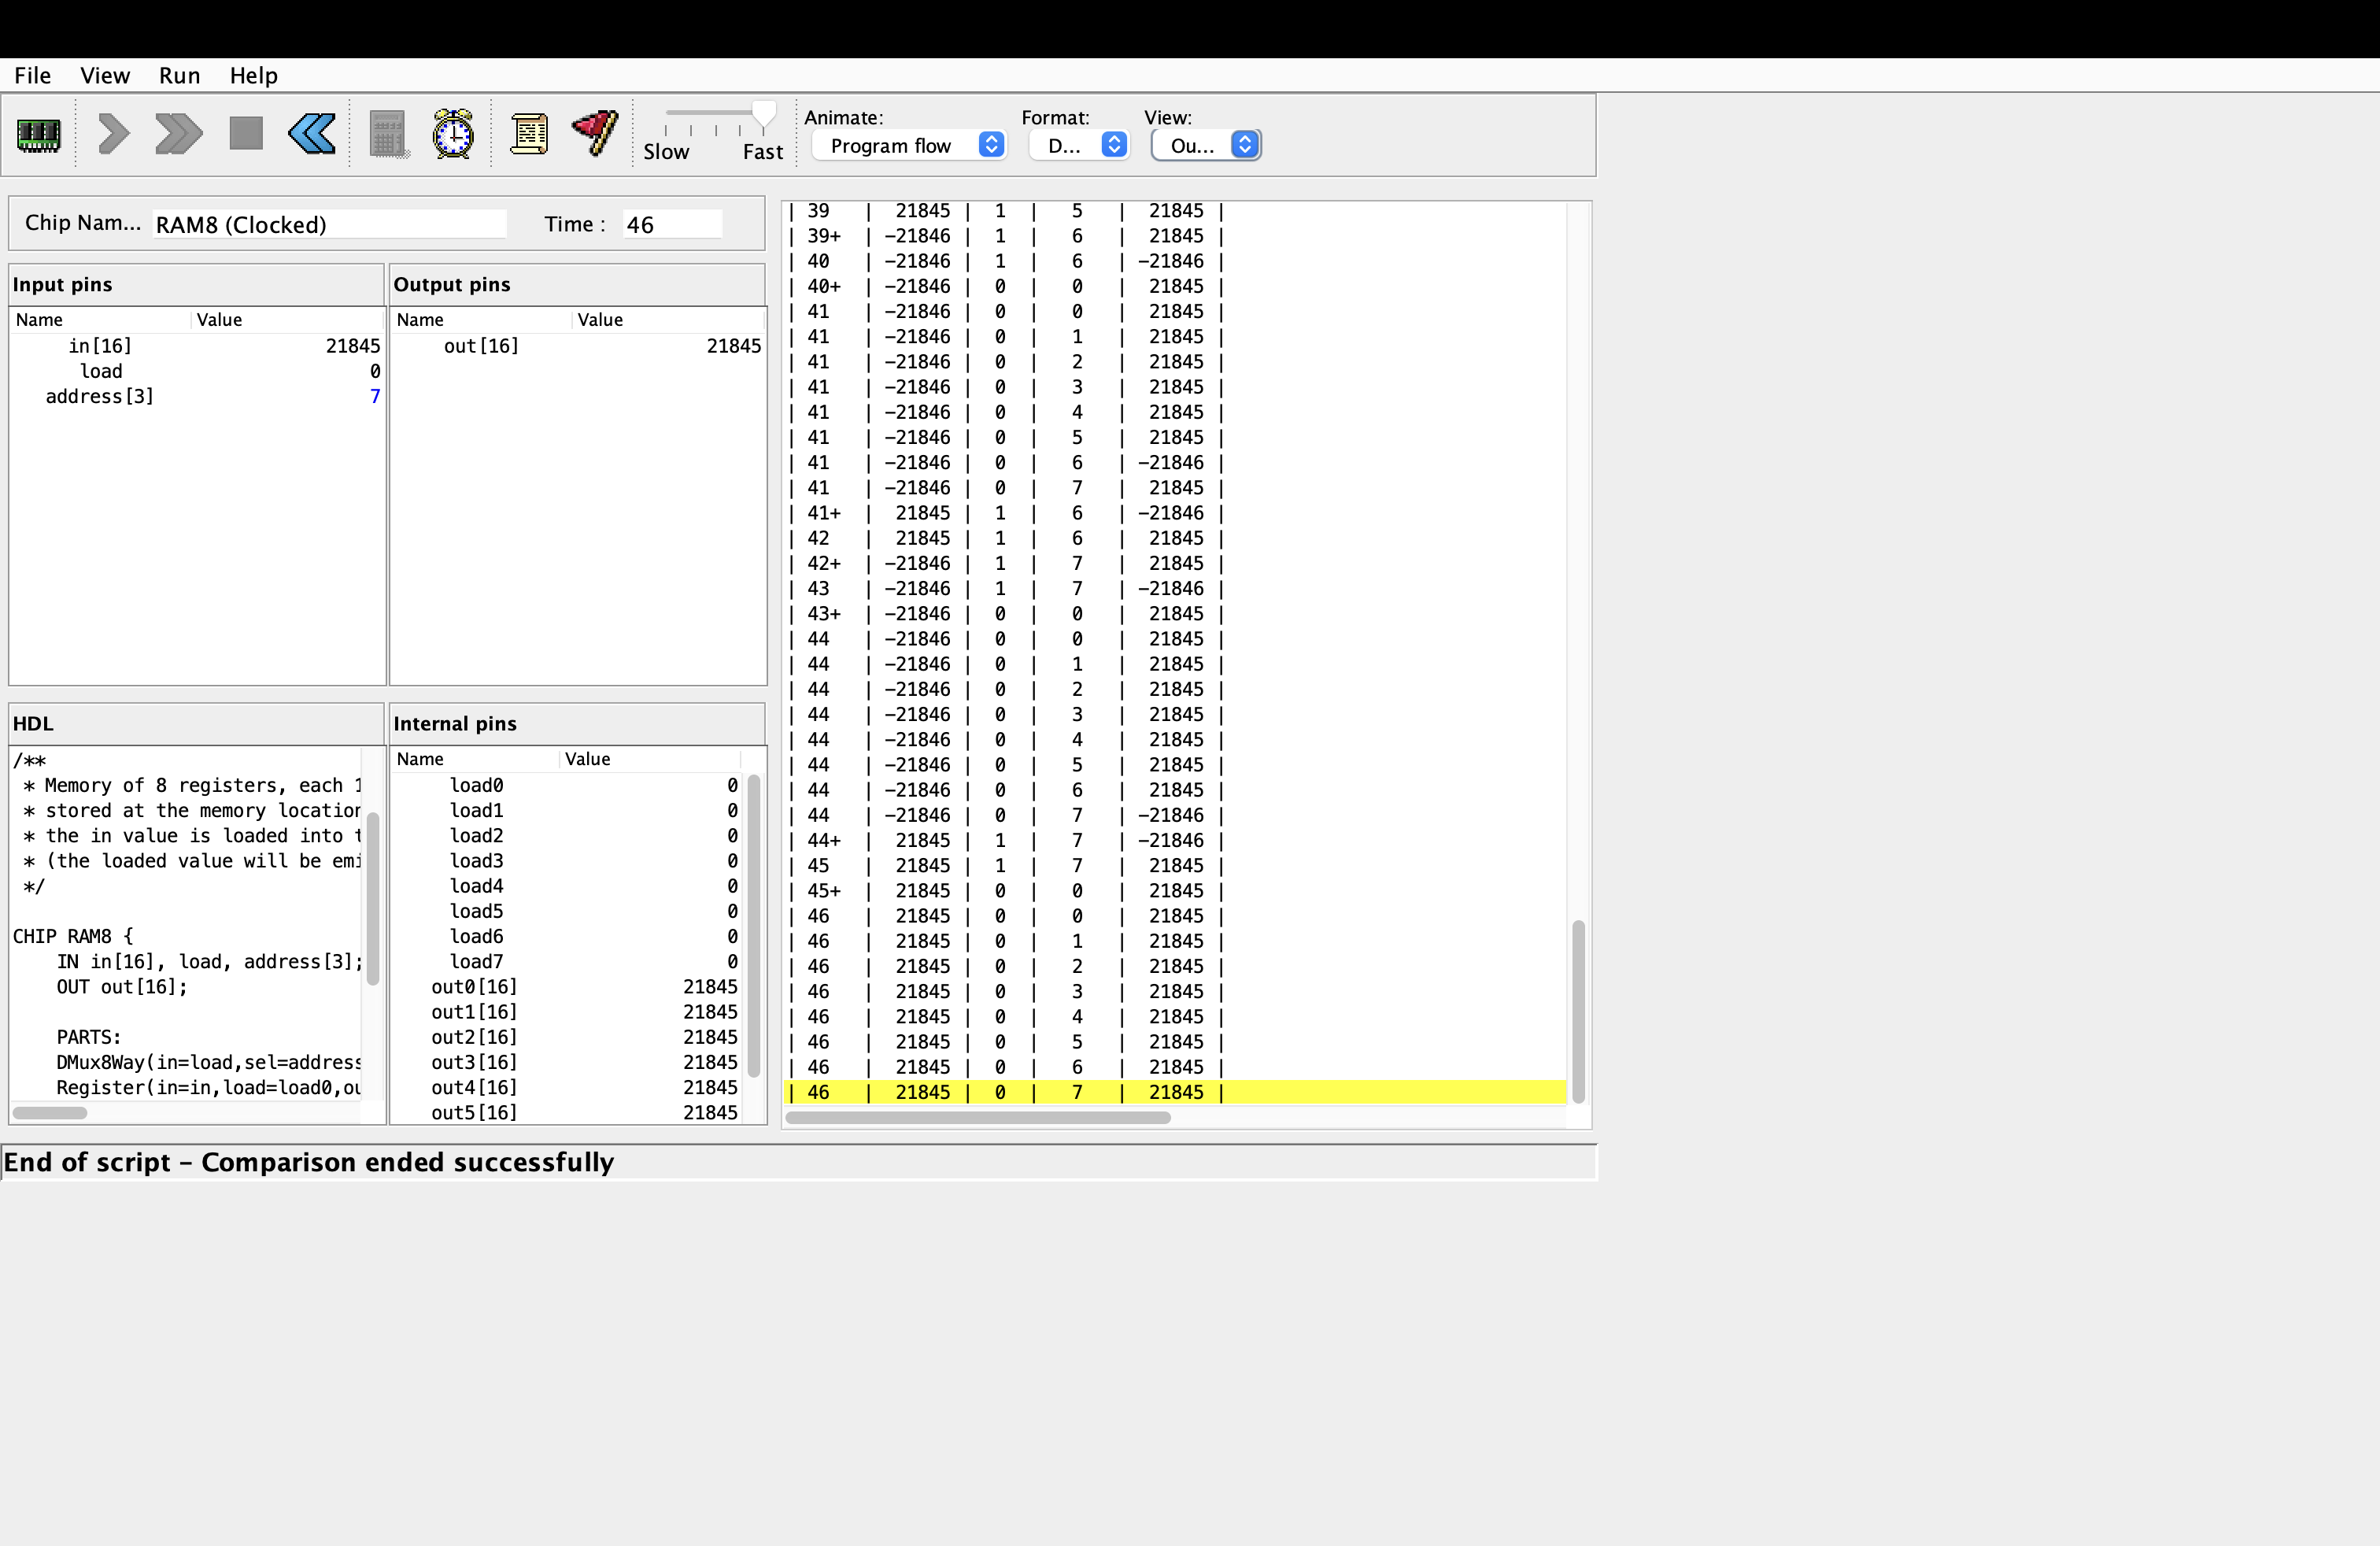 File View Run Help
Slow Fast
Animate: Format: View:
Program flow D... Ou...
Chip Nam... RAM8 (Clocked) Time : 46
Input pins
Name Value
in[16] 21845
load 0
address[3] 7
Output pins
Name Value
out[16] 21845
HDL
/**
* Memory of 8 registers, each 1
* stored at the memory location
* the in value is loaded into t
* (the loaded value will be emi
*/
CHIP RAM8 {
IN in[16], load, address[3];
OUT out[16];
PARTS:
DMux8Way(in=load,sel=address
Register(in=in,load=load0,ou
Internal pins
Name Value
load0 0
load1 0
load2 0
load3 0
load4 0
load5 0
load6 0
load7 0
out0[16] 21845
out1[16] 21845
out2[16] 21845
out3[16] 21845
out4[16] 21845
out5[16] 21845
| 39 | 21845 | 1 | 5 | 21845 |
| 39+ | -21846 | 1 | 6 | 21845 |
| 40 | -21846 | 1 | 6 | -21846 |
| 40+ | -21846 | 0 | 0 | 21845 |
| 41 | -21846 | 0 | 0 | 21845 |
| 41 | -21846 | 0 | 1 | 21845 |
| 41 | -21846 | 0 | 2 | 21845 |
| 41 | -21846 | 0 | 3 | 21845 |
| 41 | -21846 | 0 | 4 | 21845 |
| 41 | -21846 | 0 | 5 | 21845 |
| 41 | -21846 | 0 | 6 | -21846 |
| 41 | -21846 | 0 | 7 | 21845 |
| 41+ | 21845 | 1 | 6 | -21846 |
| 42 | 21845 | 1 | 6 | 21845 |
| 42+ | -21846 | 1 | 7 | 21845 |
| 43 | -21846 | 1 | 7 | -21846 |
| 43+ | -21846 | 0 | 0 | 21845 |
| 44 | -21846 | 0 | 0 | 21845 |
| 44 | -21846 | 0 | 1 | 21845 |
| 44 | -21846 | 0 | 2 | 21845 |
| 44 | -21846 | 0 | 3 | 21845 |
| 44 | -21846 | 0 | 4 | 21845 |
| 44 | -21846 | 0 | 5 | 21845 |
| 44 | -21846 | 0 | 6 | 21845 |
| 44 | -21846 | 0 | 7 | -21846 |
| 44+ | 21845 | 1 | 7 | -21846 |
| 45 | 21845 | 1 | 7 | 21845 |
| 45+ | 21845 | 0 | 0 | 21845 |
| 46 | 21845 | 0 | 0 | 21845 |
| 46 | 21845 | 0 | 1 | 21845 |
| 46 | 21845 | 0 | 2 | 21845 |
| 46 | 21845 | 0 | 3 | 21845 |
| 46 | 21845 | 0 | 4 | 21845 |
| 46 | 21845 | 0 | 5 | 21845 |
| 46 | 21845 | 0 | 6 | 21845 |
| 46 | 21845 | 0 | 7 | 21845 |
End of script – Comparison ended successfully